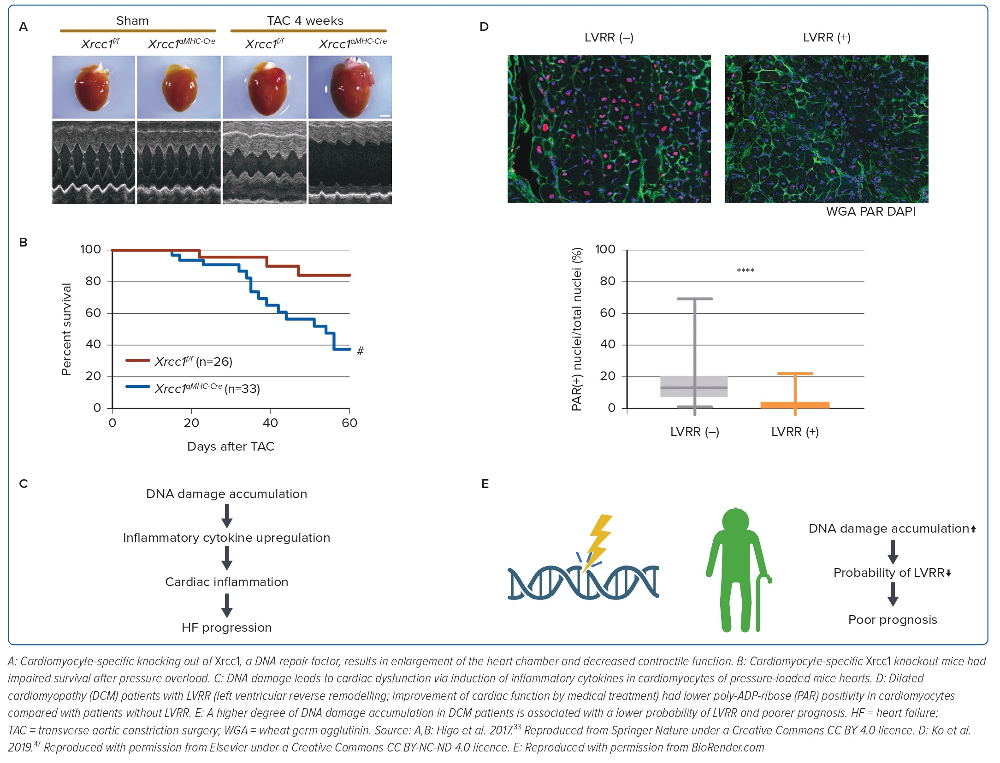 A
Sham
TAC 4 weeks
Xrcc1f/f
Xrcc1αMHC-Cre
Xrcc1f/f
Xrcc1αMHC-Cre
B
100
80
60
40
20
0
Percent survival
Xrcc1f/f (n=26)
Xrcc1αMHC-Cre (n=33)
#
0
20
40
60
Days after TAC
C
DNA damage accumulation
Inflammatory cytokine upregulation
Cardiac inflammation
HF progression
D
LVRR (–)
LVRR (+)
WGA PAR DAPI
100
80
60
40
20
0
PAR(+) nuclei/total nuclei (%)
****
LVRR (–)
LVRR (+)
E
DNA damage accumulation⬆
Probability of LVRR⬇
Poor prognosis
A: Cardiomyocyte-specific knocking out of Xrcc1, a DNA repair factor, results in enlargement of the heart chamber and decreased contractile function. B: Cardiomyocyte-specific Xrcc1 knockout mice had
impaired survival after pressure overload. C: DNA damage leads to cardiac dysfunction via induction of inflammatory cytokines in cardiomyocytes of pressure-loaded mice hearts. D: Dilated
cardiomyopathy (DCM) patients with LVRR (left ventricular reverse remodelling; improvement of cardiac function by medical treatment) had lower poly-ADP-ribose (PAR) positivity in cardiomyocytes
compared with patients without LVRR. E: A higher degree of DNA damage accumulation in DCM patients is associated with a lower probability of LVRR and poorer prognosis. HF = heart failure;
TAC = transverse aortic constriction surgery; WGA = wheat germ agglutinin. Source: A,B: Higo et al. 2017.33 Reproduced from Springer Nature under a Creative Commons CC BY 4.0 licence. D: Ko et al.
2019.47 Reproduced with permission from Elsevier under a Creative Commons CC BY-NC-ND 4.0 licence. E: Reproduced with permission from BioRender.com